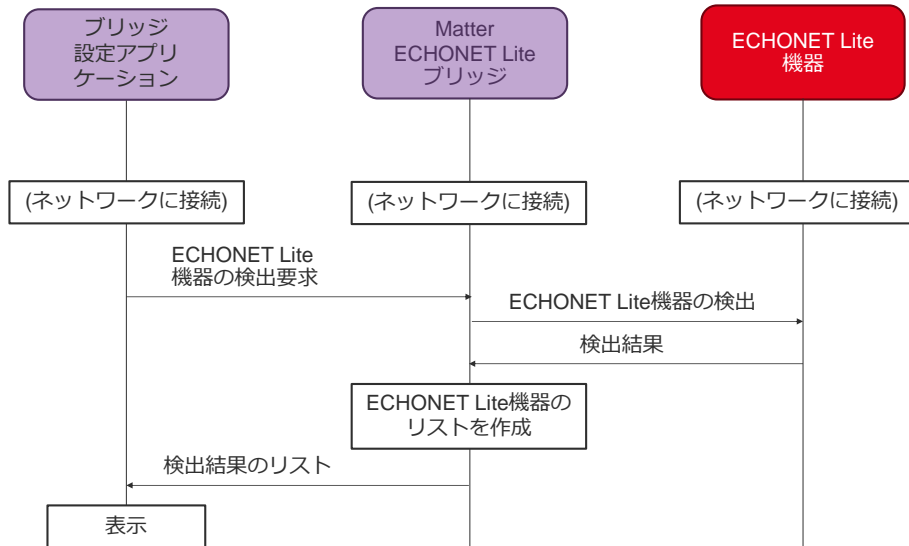 ブリッジ
設定アプリ
ケーション
Matter
ECHONET Lite
ブリッジ
ECHONET Lite
機器
(ネットワークに接続)
(ネットワークに接続)
(ネットワークに接続)
ECHONET Lite
機器の検出要求
ECHONET Lite機器の検出
検出結果
ECHONET Lite機器の
リストを作成
検出結果のリスト
表示